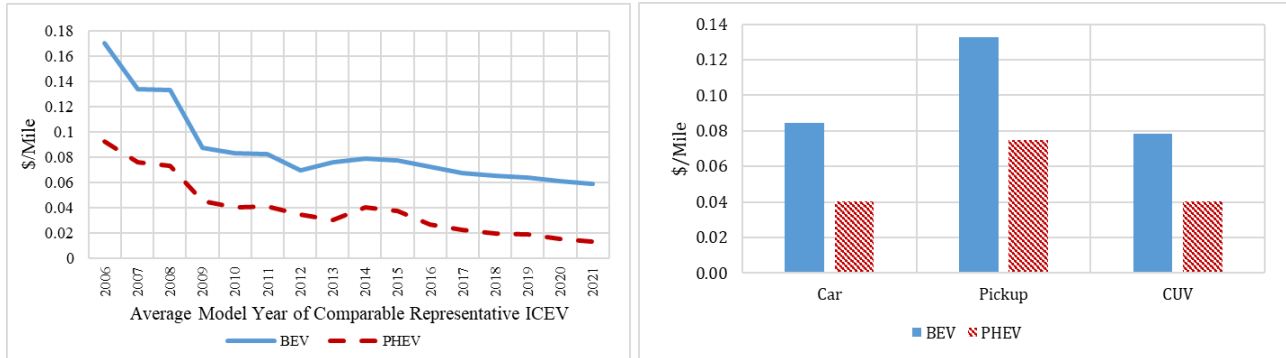 0.18
0.16
0.14
0.12
0.1
0.08
0.06
0.04
0.02
0
$/Mile
2006 2007 2008 2009 2010 2011 2012 2013 2014 2015 2016 2017 2018 2019 2020 2021
Average Model Year of Comparable Representative ICEV
BEV PHEV
0.14
0.12
0.10
0.08
0.06
0.04
0.02
0.00
$/Mile
Car Pickup CUV
BEV PHEV